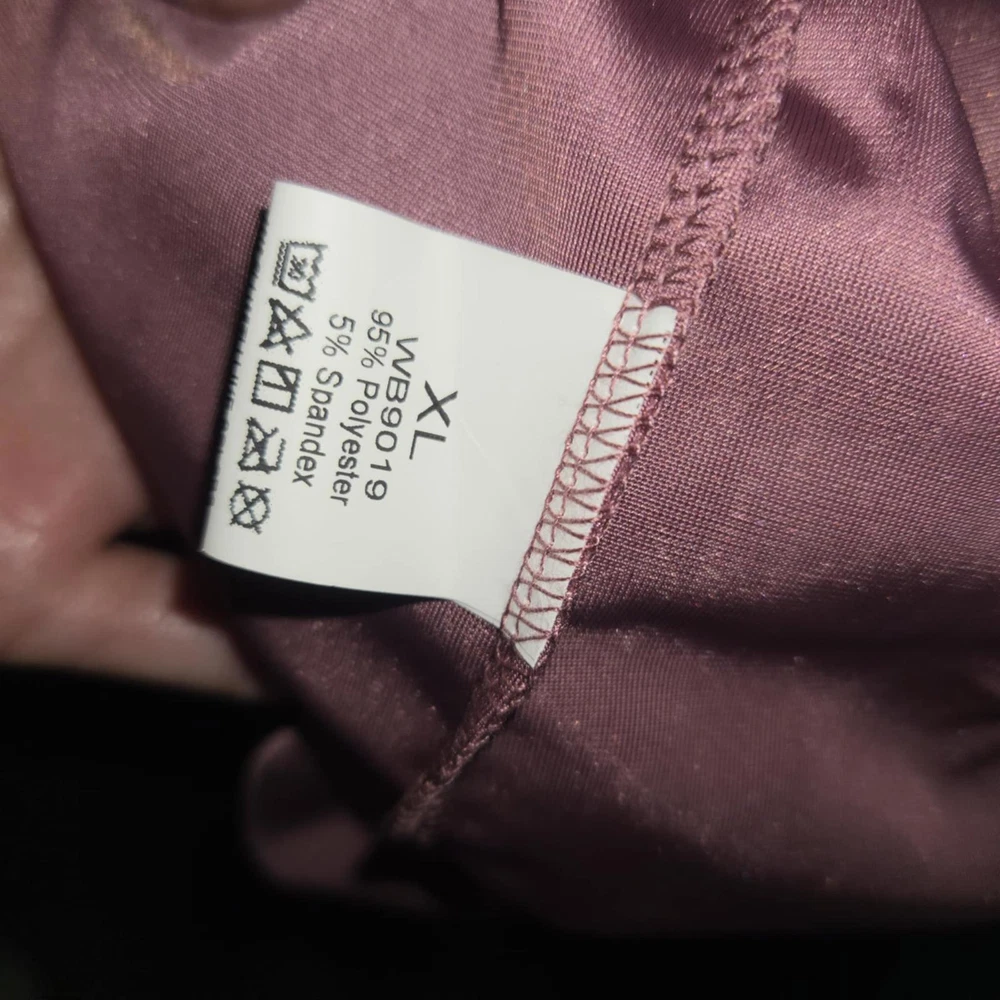 XL
WB9019
95% Polyester
5% Spandex